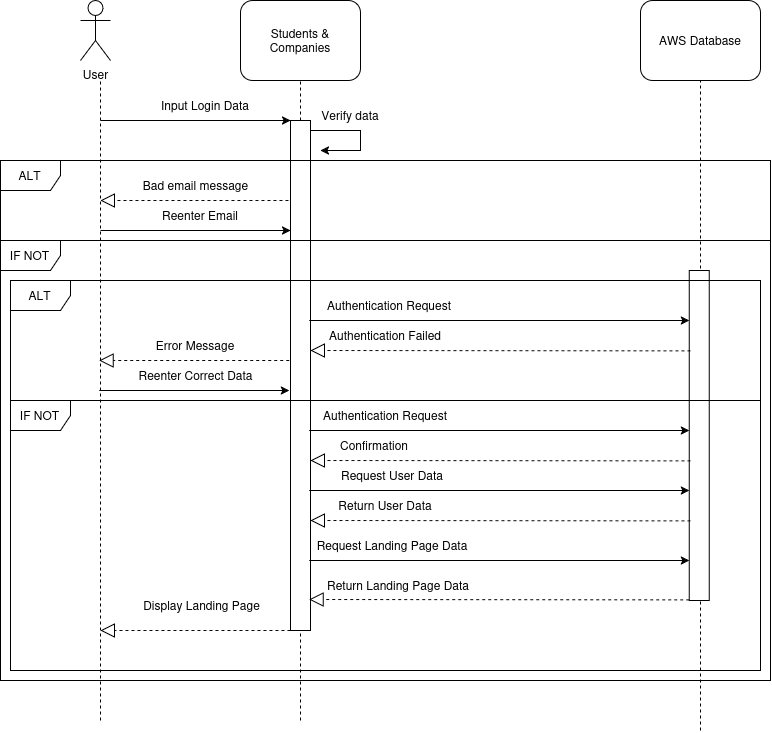 Students &
Companies
AWS Database
User
Input Login Data
Verify data
ALT
Bad email message
Reenter Email
IF NOT
ALT
Authentication Request
Authentication Failed
Error Message
Reenter Correct Data
IF NOT
Authentication Request
Confirmation
Request User Data
Return User Data
Request Landing Page Data
Return Landing Page Data
Display Landing Page